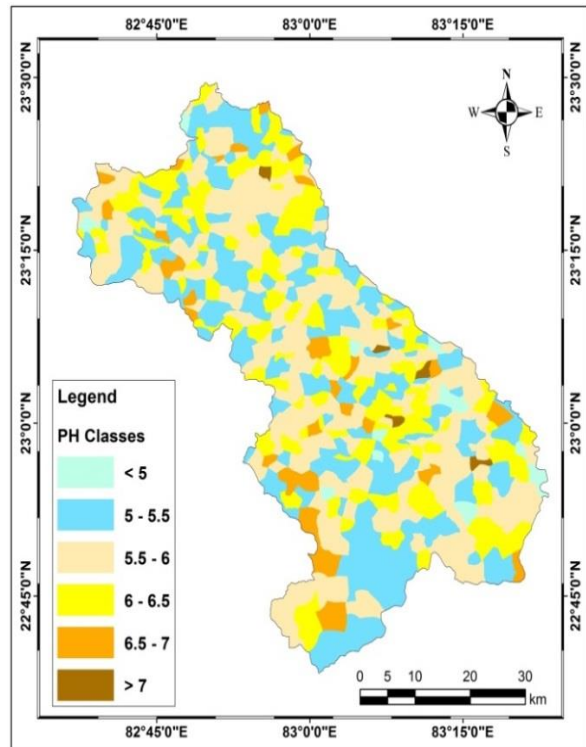 82°45'0"E 83°0'0"E 83°15'0"E
23°30'0"N 23°30'0"N
N
W E
S
23°15'0"N 23°15'0"N
23°0'0"N 23°0'0"N
Legend
PH Classes
< 5
5 - 5.5
5.5 - 6
6 - 6.5
6.5 - 7
> 7
22°45'0"N 22°45'0"N
0 5 10 20 30
km
82°45'0"E 83°0'0"E 83°15'0"E